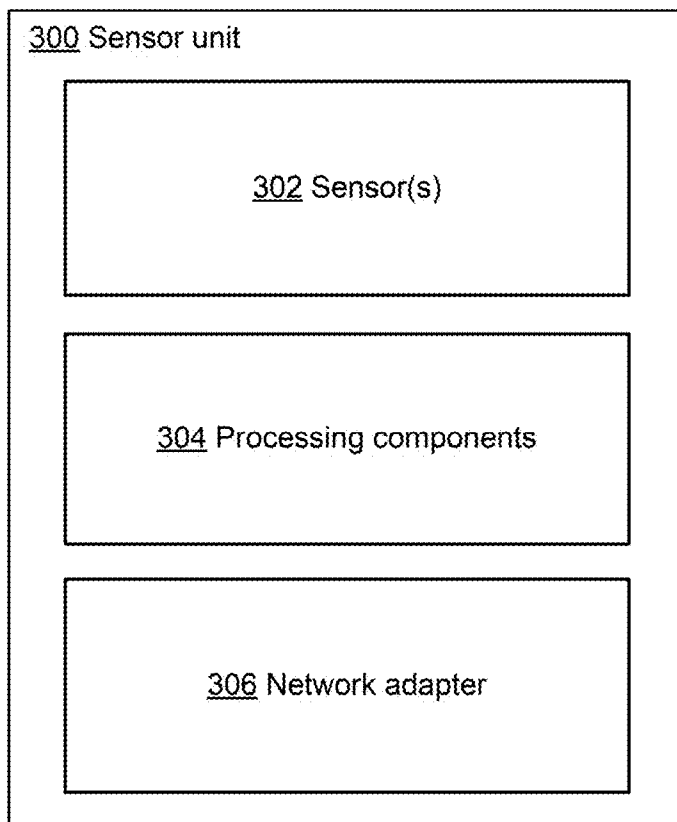 300 Sensor unit
302 Sensor(s)
304 Processing components
306 Network adapter